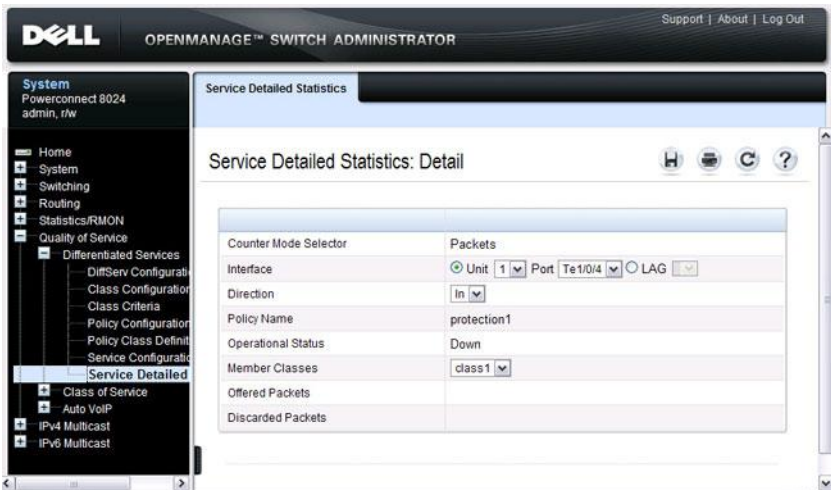 Support | About | Log Out
DELL
OPENMANAGE™ SWITCH ADMINISTRATOR
System
Powerconnect 8024
admin, r/w
Service Detailed Statistics
Home
System
Switching
Routing
Statistics/RMON
Quality of Service
Differentiated Services
DiffServ Configurati
Class Configuration
Class Criteria
Policy Configuration
Policy Class Definit
Service Configuratio
Service Detailed
Class of Service
Auto VoIP
IPv4 Multicast
IPv6 Multicast
Service Detailed Statistics: Detail
Counter Mode Selector Packets
Interface Unit 1 Port Te1/0/4 LAG
Direction In
Policy Name protection1
Operational Status Down
Member Classes class1
Offered Packets
Discarded Packets